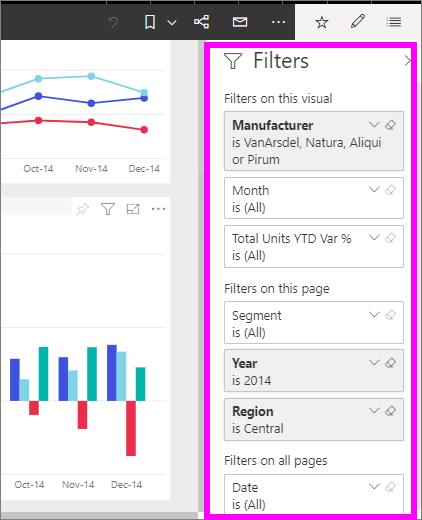 Filters
Filters on this visual
Manufacturer
is VanArsdel, Natura, Aliqui
or Pirum
Month
is (All)
Total Units YTD Var %
is (All)
Filters on this page
Segment
is (All)
Year
is 2014
Region
is Central
Filters on all pages
Date
is (All)
Oct-14 Nov-14 Dec-14
Oct-14 Nov-14 Dec-14